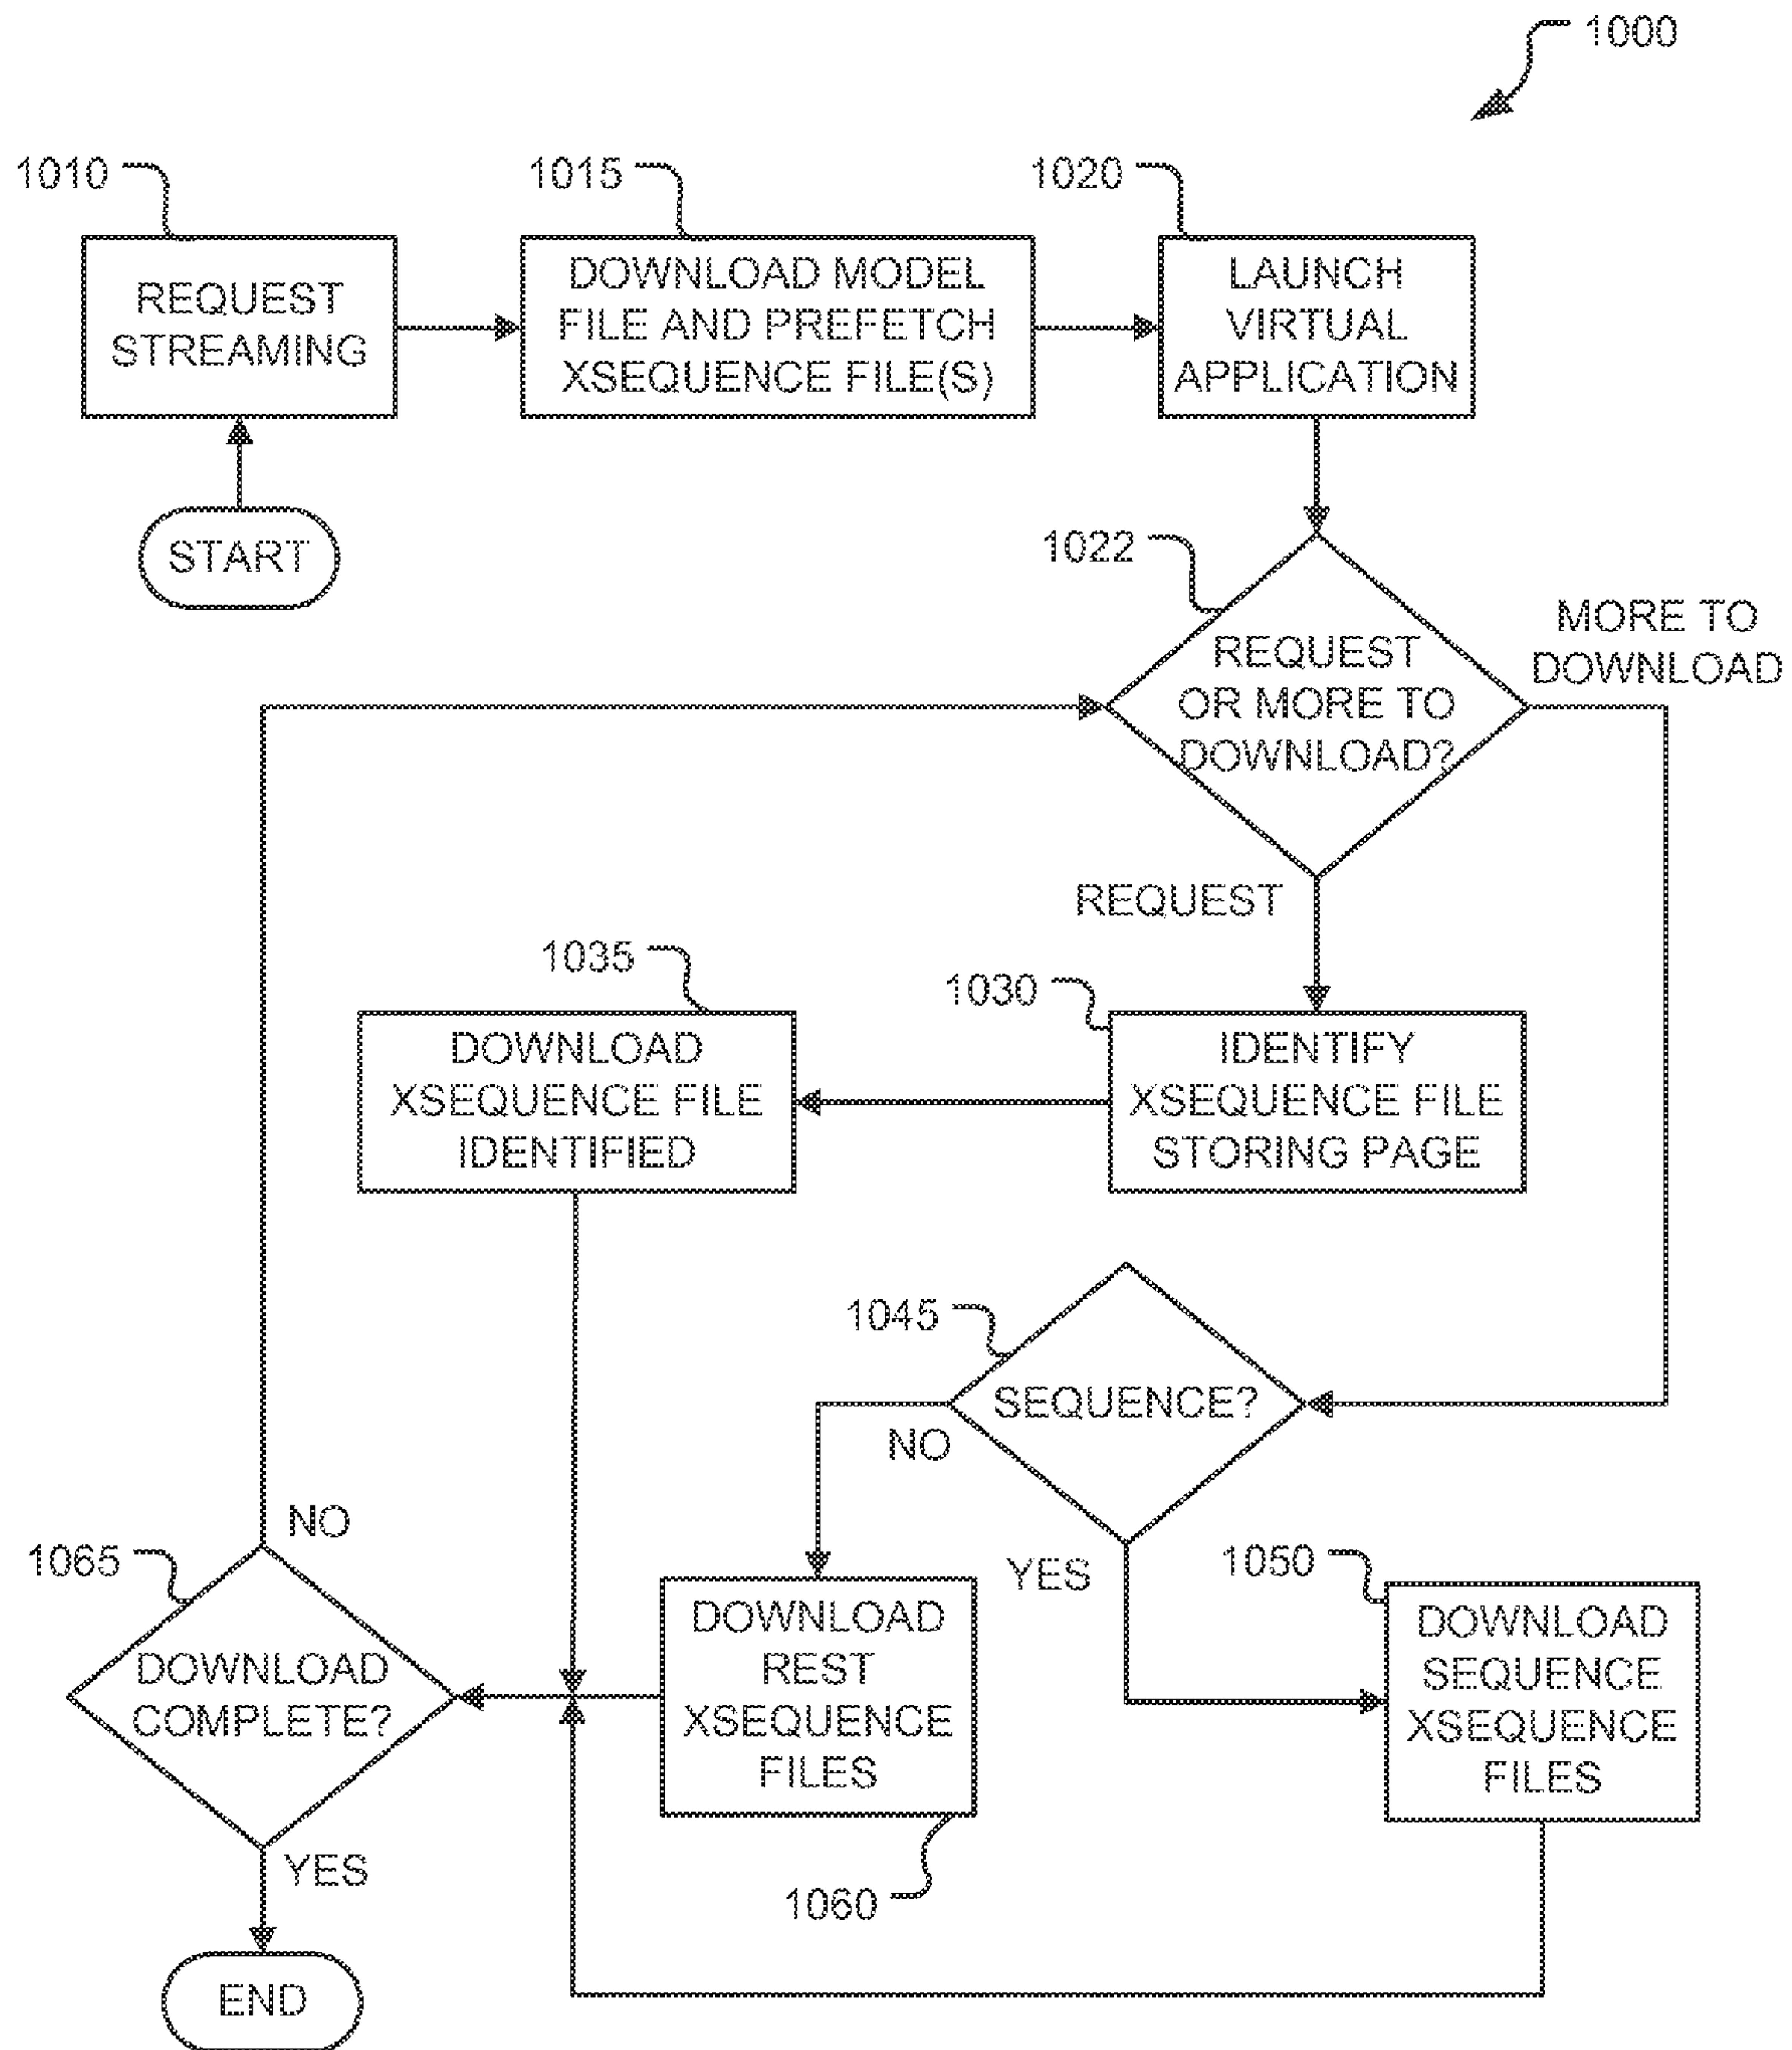 1000
1010
1015
1020
REQUEST
STREAMING
DOWNLOAD MODEL
FILE AND PREFETCH
XSEQUENCE FILE(S)
LAUNCH
VIRTUAL
APPLICATION
START
1022
REQUEST
OR MORE TO
DOWNLOAD?
MORE TO
DOWNLOAD
REQUEST
1035
1030
DOWNLOAD
XSEQUENCE FILE
IDENTIFIED
IDENTIFY
XSEQUENCE FILE
STORING PAGE
1045
SEQUENCE?
NO
YES
NO
1065
DOWNLOAD
COMPLETE?
YES
DOWNLOAD
REST
XSEQUENCE
FILES
1060
1050
DOWNLOAD
SEQUENCE
XSEQUENCE
FILES
END